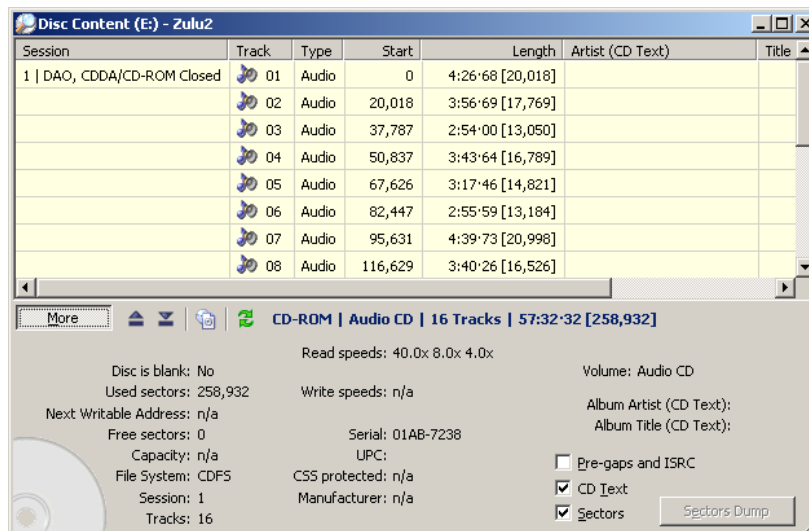 Disc Content (E:) - Zulu2
Session Track Type Start Length Artist (CD Text) Title
1 | DAO, CDDA/CD-ROM Closed 01 Audio 0 4:26·68 [20,018]
02 Audio 20,018 3:56·69 [17,769]
03 Audio 37,787 2:54·00 [13,050]
04 Audio 50,837 3:43·64 [16,789]
05 Audio 67,626 3:17·46 [14,821]
06 Audio 82,447 2:55·59 [13,184]
07 Audio 95,631 4:39·73 [20,998]
08 Audio 116,629 3:40·26 [16,526]
More CD-ROM | Audio CD | 16 Tracks | 57:32·32 [258,932]
Read speeds: 40.0x 8.0x 4.0x
Disc is blank: No Volume: Audio CD
Used sectors: 258,932 Write speeds: n/a
Next Writable Address: n/a Album Artist (CD Text):
Free sectors: 0 Serial: 01AB-7238 Album Title (CD Text):
Capacity: n/a UPC: Pre-gaps and ISRC
File System: CDFS CSS protected: n/a CD Text
Session: 1 Manufacturer: n/a Sectors Sectors Dump
Tracks: 16